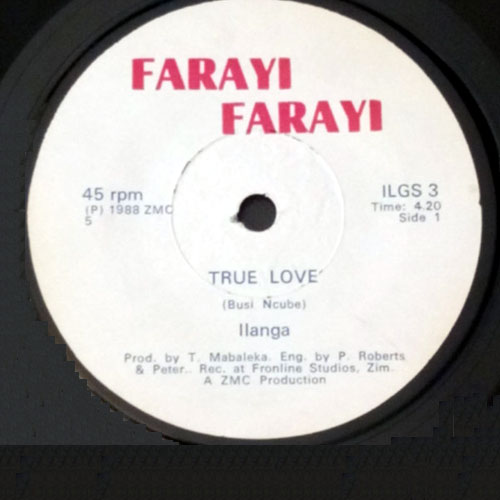 FARAYI
FARAYI
45 rpm
ILGS 3
(P) 1988 ZMC
Time: 4.20
5
Side 1
TRUE LOVE
(Busi Ncube)
Ilanga
Prod. by T. Mabaleka. Eng. by P. Roberts
& Peter.. Rec. at Fronline Studios, Zim.
A ZMC Production